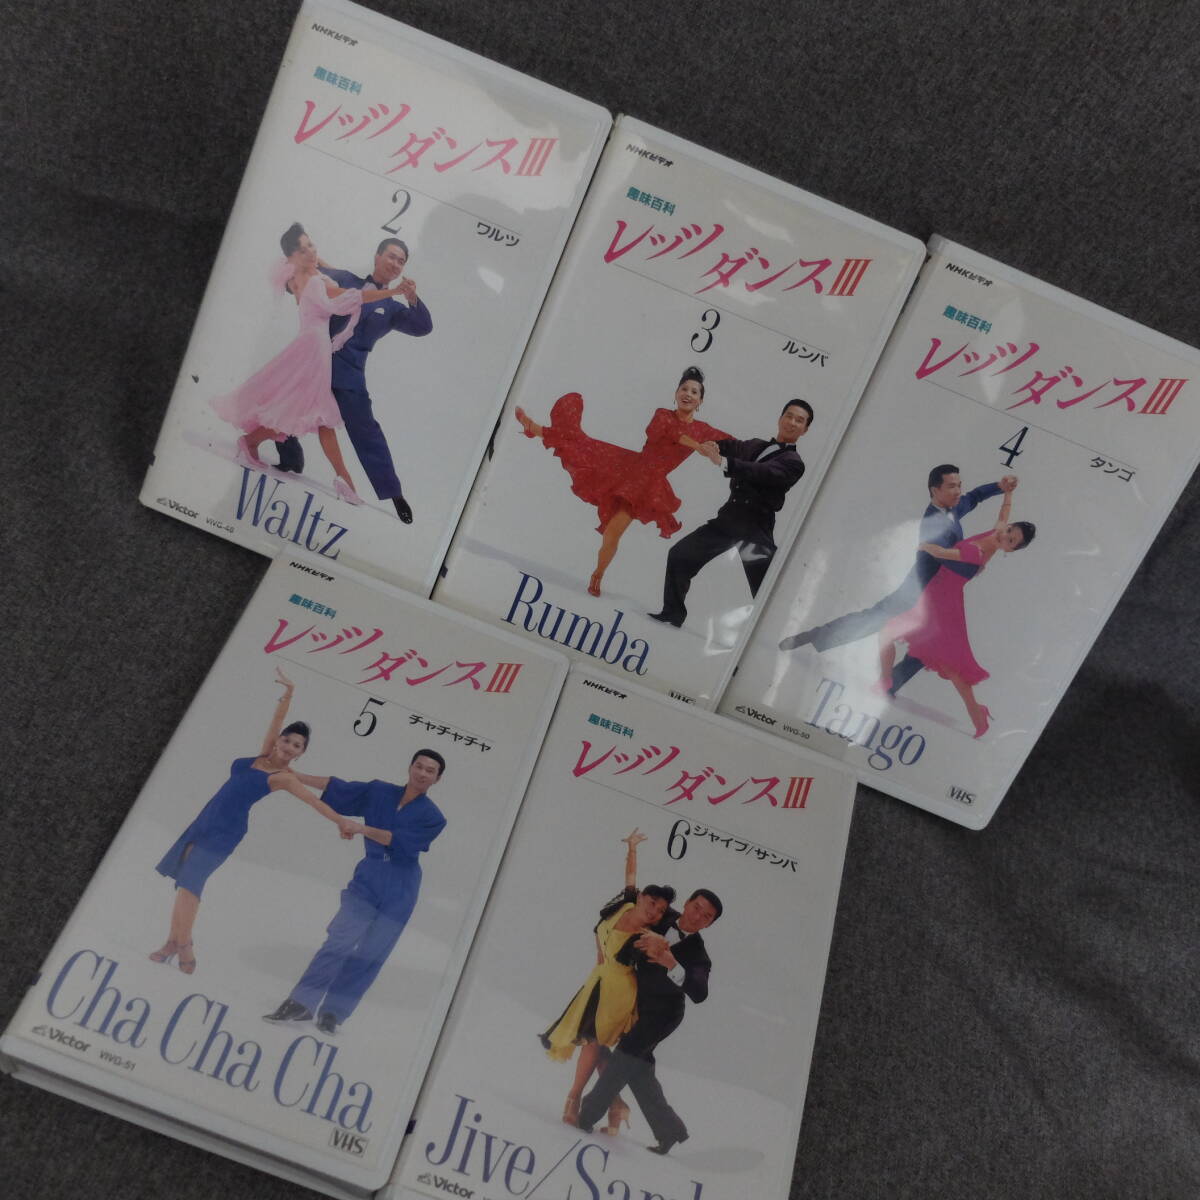 NHKビデオ
趣味百科
レッツ
ダンスIII
2
ワルツ
Waltz
Victor
VIVG-48
NHKビデオ
趣味百科
レッツ
ダンスIII
3
ルンバ
Rumba
VHS
NHKビデオ
趣味百科
レッツ
ダンスIII
4
タンゴ
Tango
Victor
VIVG-50
VHS
NHKビデオ
趣味百科
レッツ
ダンスIII
5
チャチャチャ
Cha Cha Cha
Victor
VIVG-51
VHS
NHKビデオ
趣味百科
レッツ
ダンスIII
6
ジャイブ/サンバ
Jive/Samb
Victor